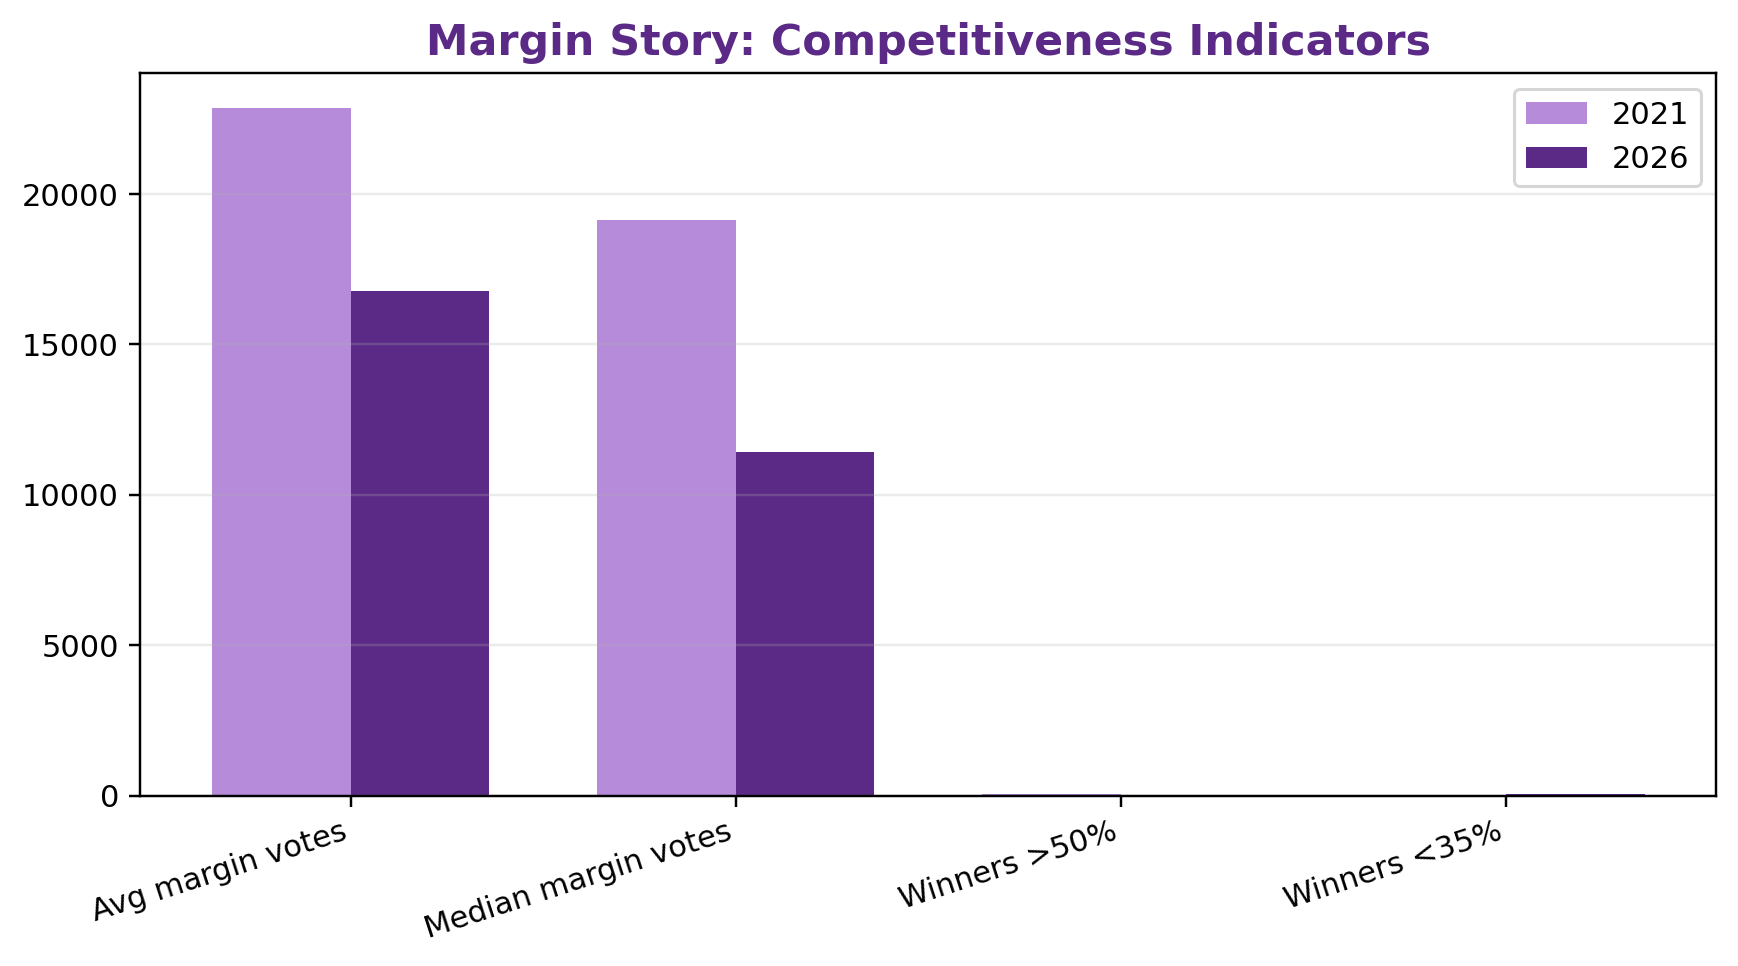 Margin Story: Competitiveness Indicators
2021
2026
20000
15000
10000
5000
0
Avg margin votes
Median margin votes
Winners >50%
Winners <35%